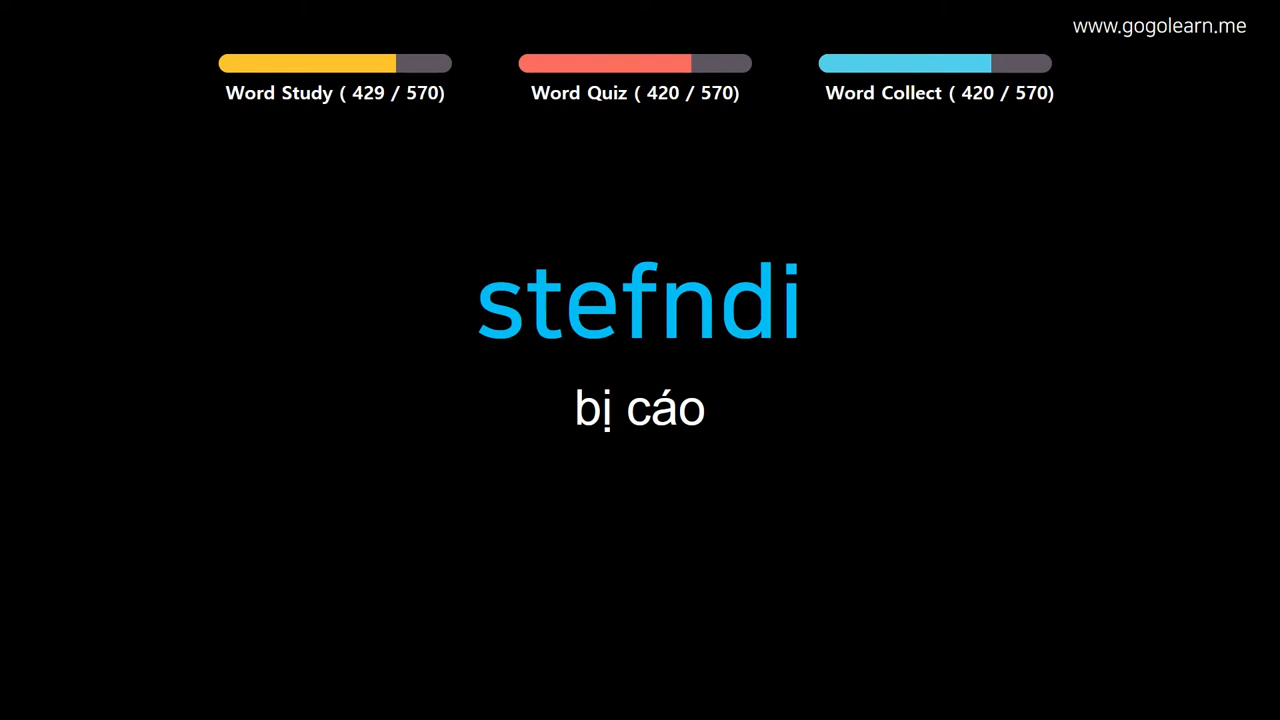 www.gogolearn.me
Word Study ( 429 / 570)
Word Quiz ( 420 / 570)
Word Collect ( 420 / 570)
stefndi
bị cáo